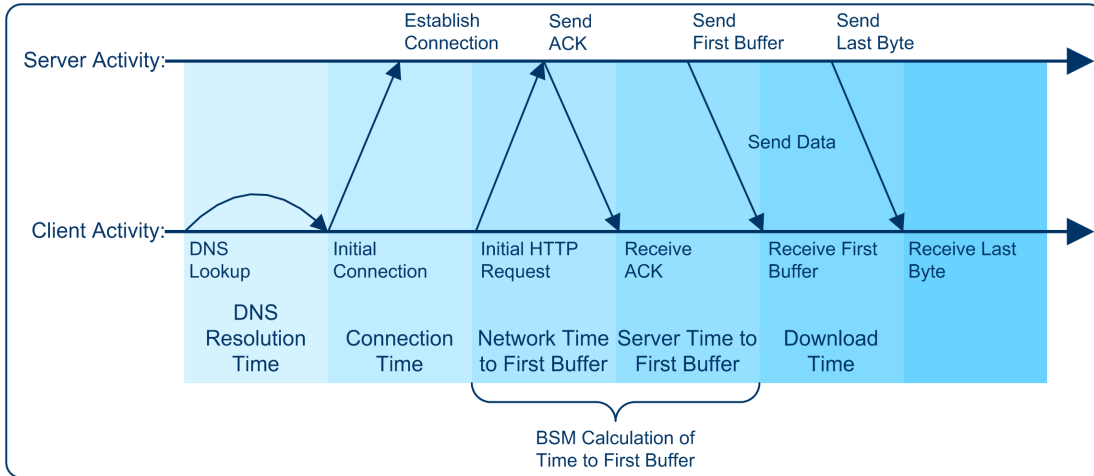 Establish
Connection
Send
ACK
Send
First Buffer
Send
Last Byte
Server Activity:
Send Data
Client Activity:
DNS
Lookup
Initial
Connection
Initial HTTP
Request
Receive
ACK
Receive First
Buffer
Receive Last
Byte
DNS
Resolution
Time
Connection
Time
Network Time
to First Buffer
Server Time to
First Buffer
Download
Time
BSM Calculation of
Time to First Buffer